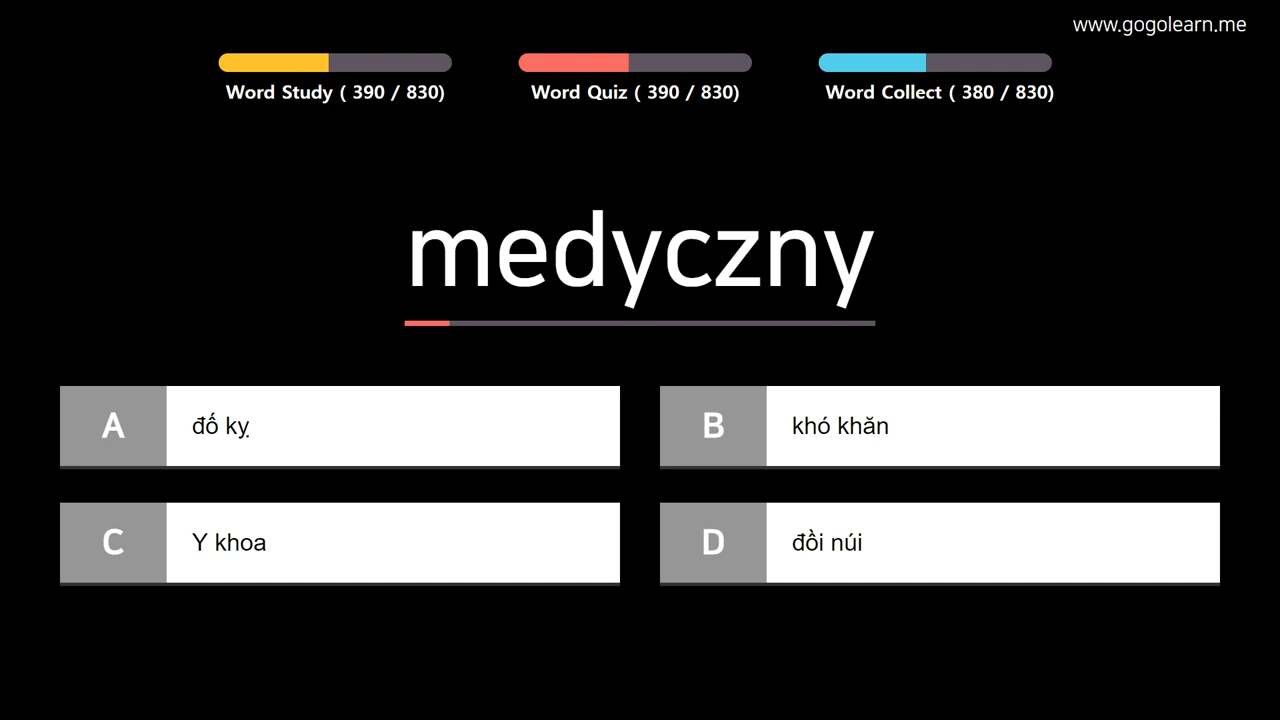 www.gogolearn.me
Word Study ( 390 / 830)
Word Quiz ( 390 / 830)
Word Collect ( 380 / 830)
medyczny
A
đố kỵ
B
khó khăn
C
Y khoa
D
đồi núi